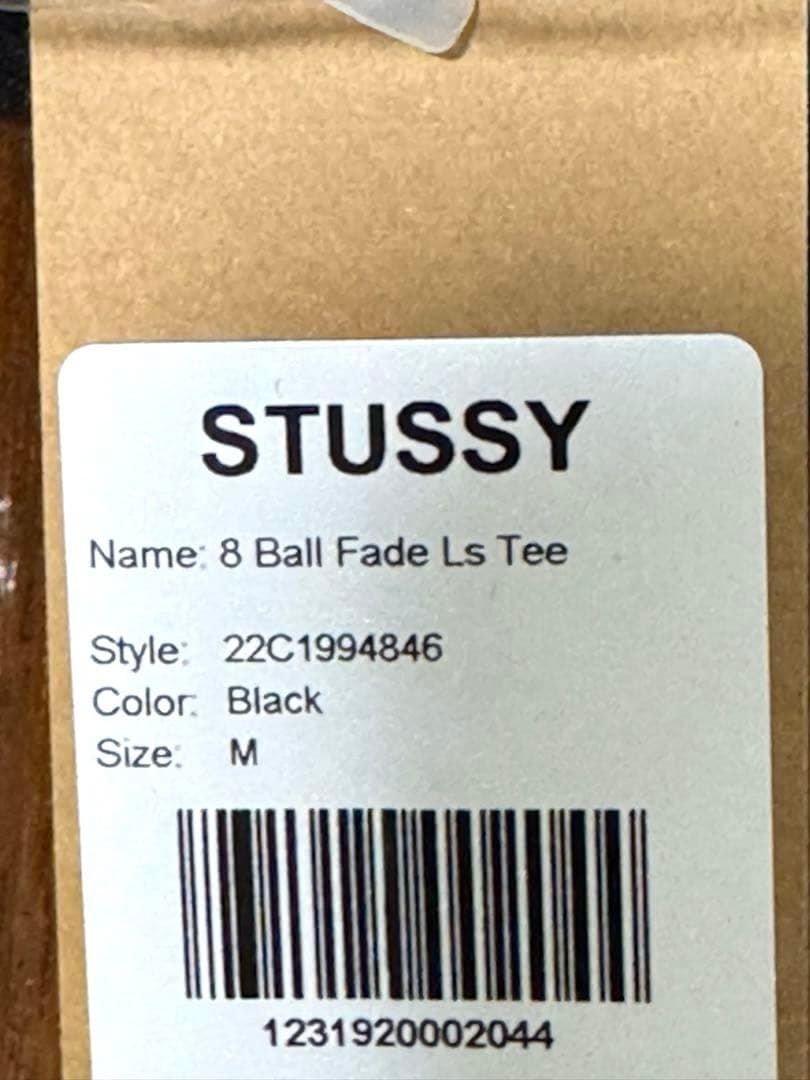 STUSSY
Name: 8 Ball Fade Ls Tee
Style: 22C1994846
Color: Black
Size: M
1231920002044